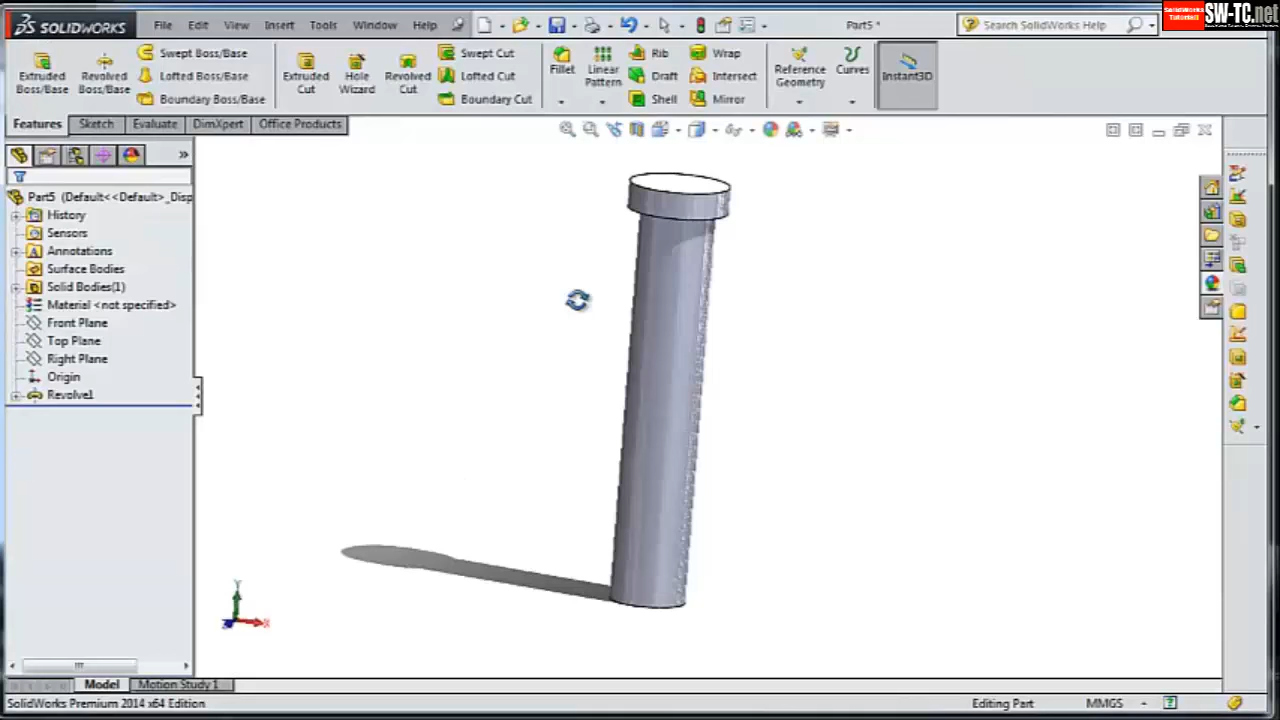 SOLIDWORKS File Edit View Insert Tools Window Help Part5 * Search SolidWorks Help
SolidWorks Tutorial! SW-TC.net
Extruded Boss/Base
Revolved Boss/Base
Swept Boss/Base
Lofted Boss/Base
Boundary Boss/Base
Extruded Cut
Hole Wizard
Revolved Cut
Swept Cut
Lofted Cut
Boundary Cut
Fillet
Linear Pattern
Rib
Draft
Shell
Wrap
Intersect
Mirror
Reference Geometry
Curves
Instant3D
Features Sketch Evaluate DimXpert Office Products
Part5 (Default<<Default>_Disp
History
Sensors
Annotations
Surface Bodies
Solid Bodies(1)
Material <not specified>
Front Plane
Top Plane
Right Plane
Origin
Revolve1
Y
X
Z
Model Motion Study 1
SolidWorks Premium 2014 x64 Edition Editing Part MMGS